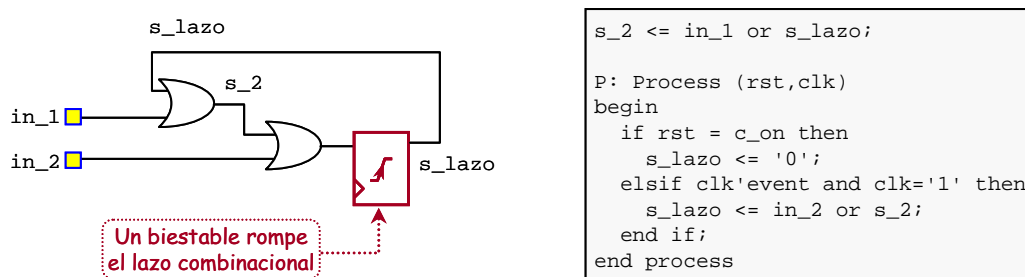 s_lazo
s_2
in_1
in_2
s_lazo
Un biestable rompe
el lazo combinacional
s_2 <= in_1 or s_lazo;
P: Process (rst,clk)
begin
if rst = c_on then
s_lazo <= '0';
elsif clk'event and clk='1' then
s_lazo <= in_2 or s_2;
end if;
end process